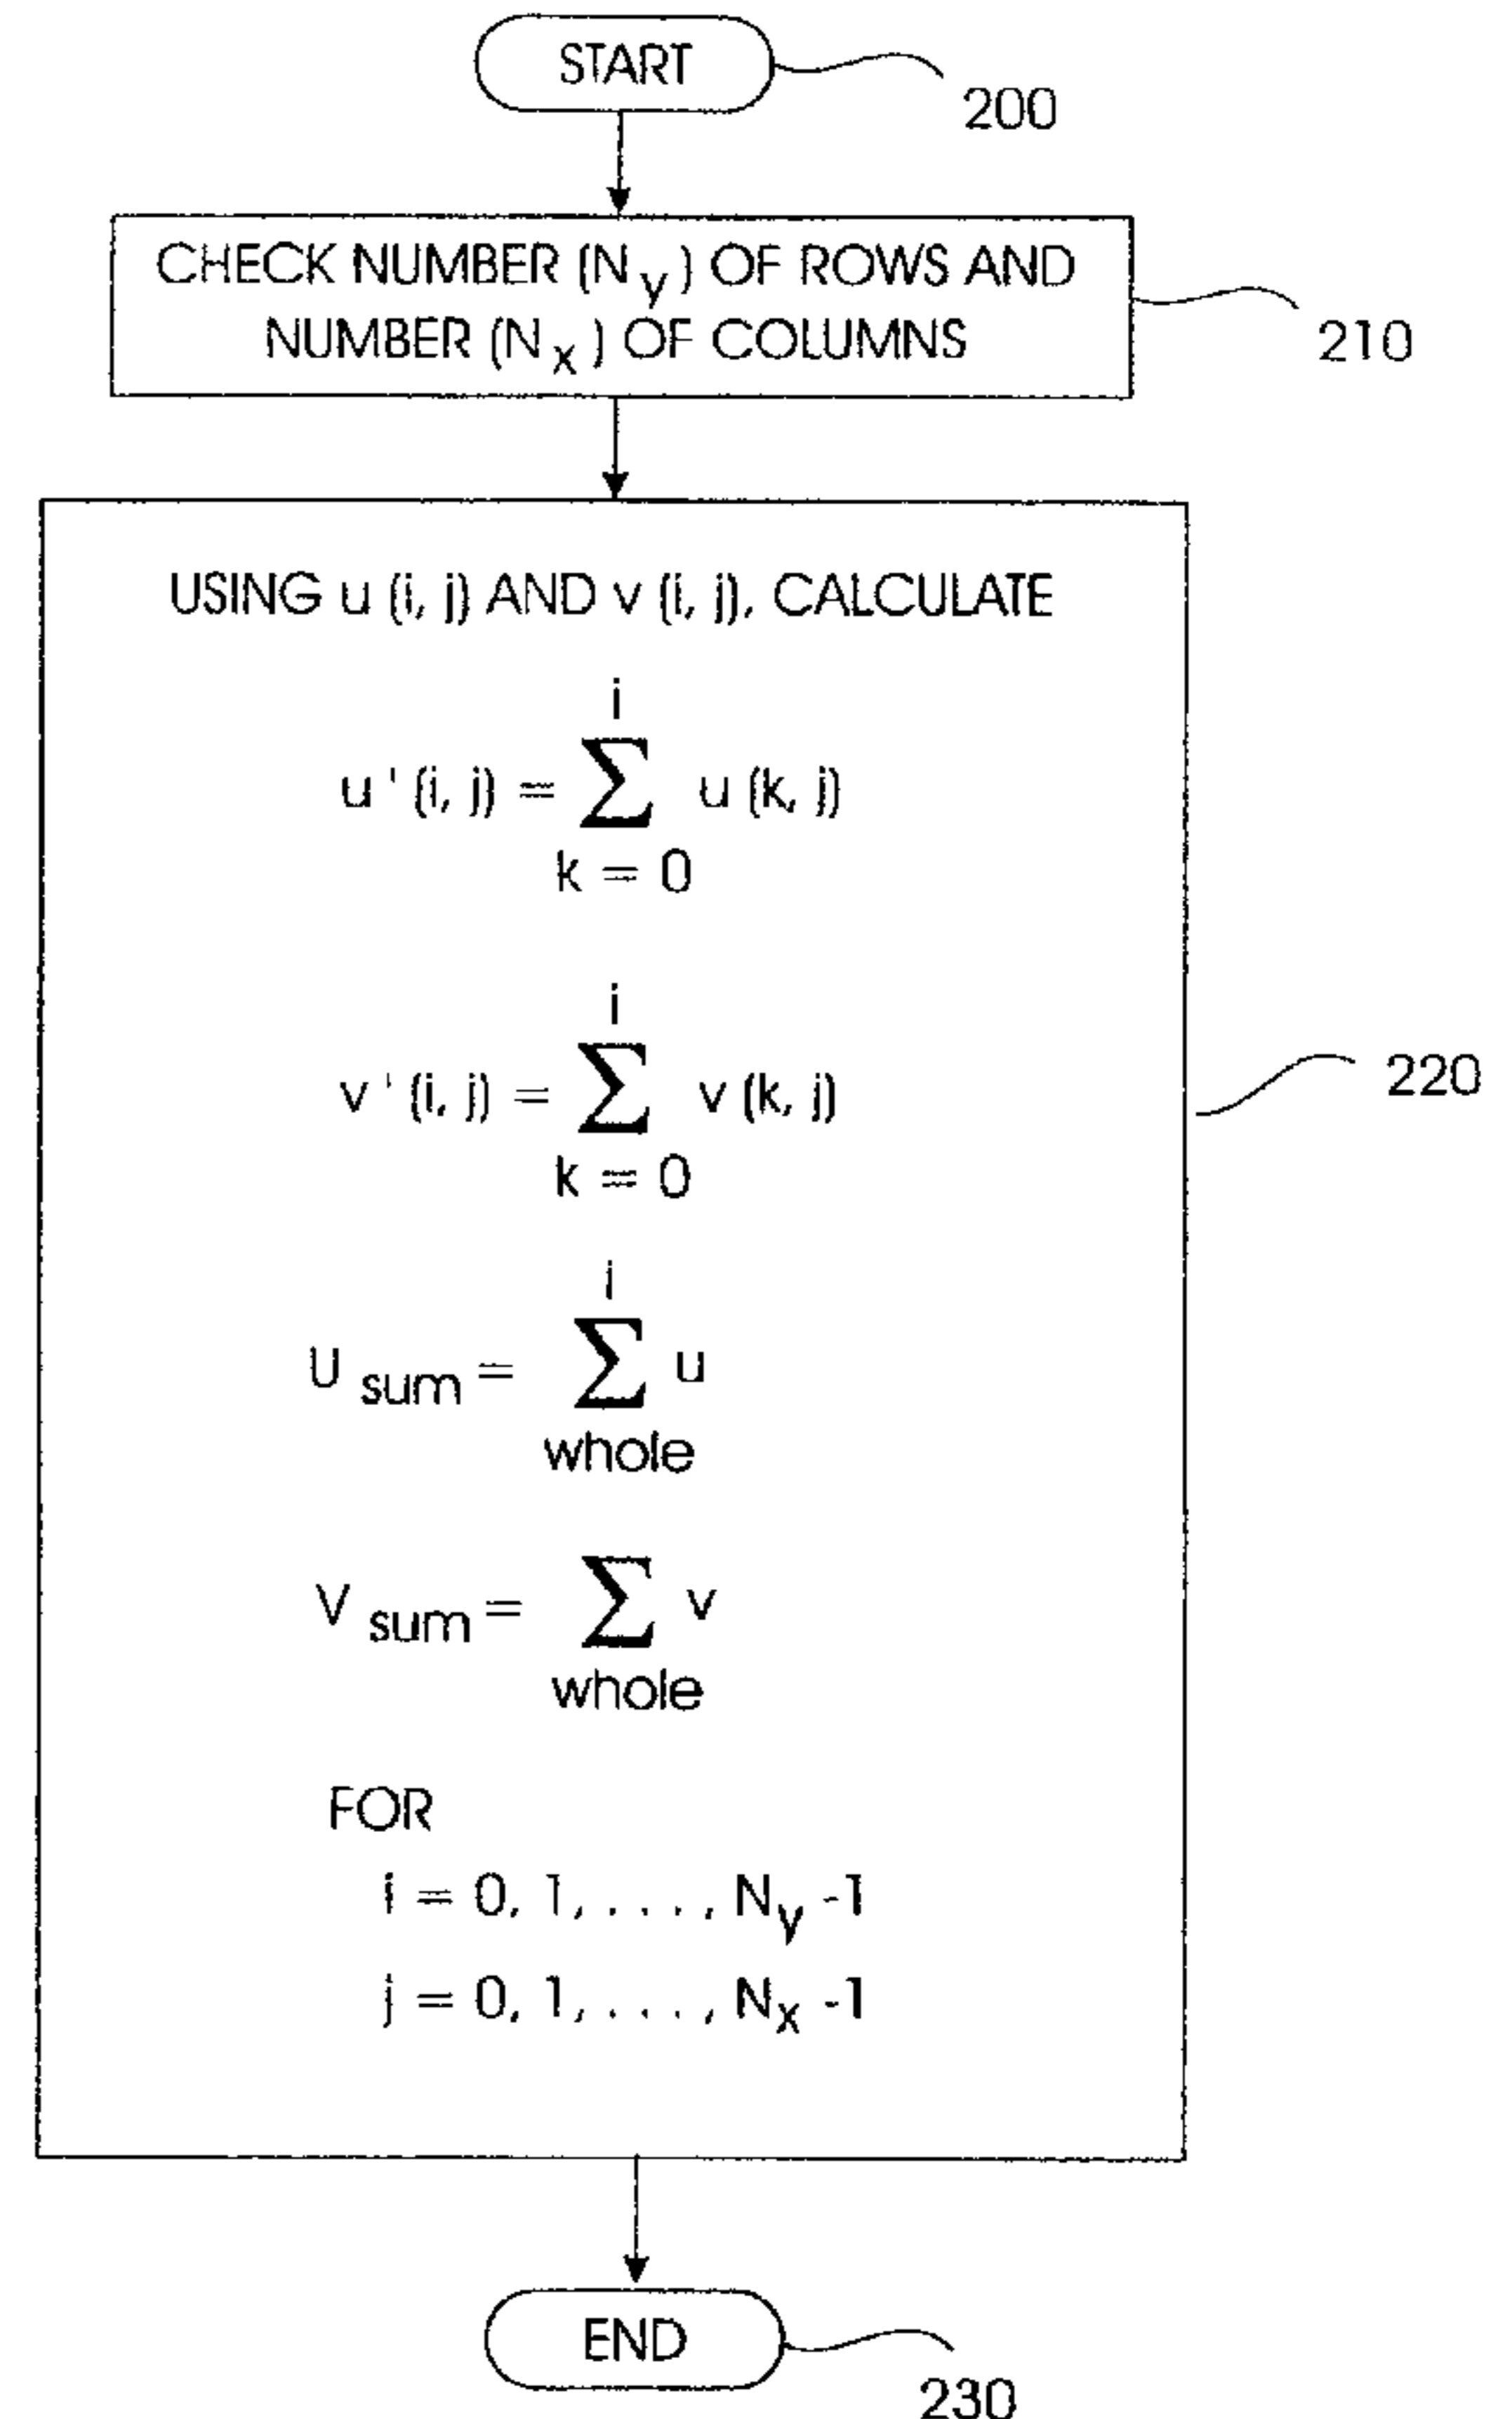 START
200
CHECK NUMBER (N y ) OF ROWS AND
NUMBER (N x ) OF COLUMNS
210
USING u (i, j) AND v (i, j), CALCULATE
i
u ' (i, j) = Σ u (k, j)
k = 0
i
v ' (i, j) = Σ v (k, j)
k = 0
220
i
U sum = Σ u
whole
V sum = Σ v
whole
FOR
i = 0, 1, . . . , N y -1
j = 0, 1, . . . , N x -1
END
230